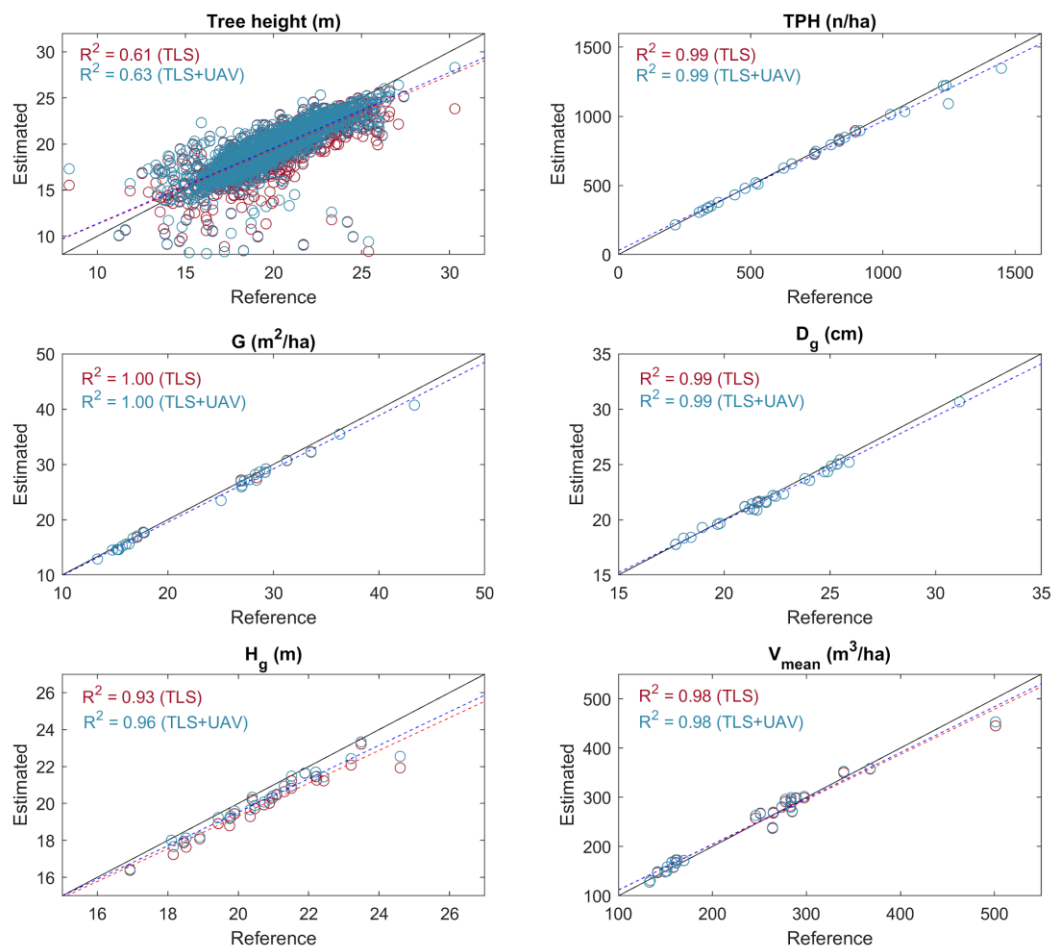 Tree height (m)
R² = 0.61 (TLS)
R² = 0.63 (TLS+UAV)
30
25
20
15
10
Estimated
10 15 20 25 30
Reference
TPH (n/ha)
R² = 0.99 (TLS)
R² = 0.99 (TLS+UAV)
1500
1000
500
0
Estimated
0 500 1000 1500
Reference
G (m²/ha)
R² = 1.00 (TLS)
R² = 1.00 (TLS+UAV)
50
40
30
20
10
Estimated
10 20 30 40 50
Reference
D_g (cm)
R² = 0.99 (TLS)
R² = 0.99 (TLS+UAV)
35
30
25
20
15
Estimated
15 20 25 30 35
Reference
H_g (m)
R² = 0.93 (TLS)
R² = 0.96 (TLS+UAV)
26
24
22
20
18
16
Estimated
16 18 20 22 24 26
Reference
V_mean (m³/ha)
R² = 0.98 (TLS)
R² = 0.98 (TLS+UAV)
500
400
300
200
100
Estimated
100 200 300 400 500
Reference